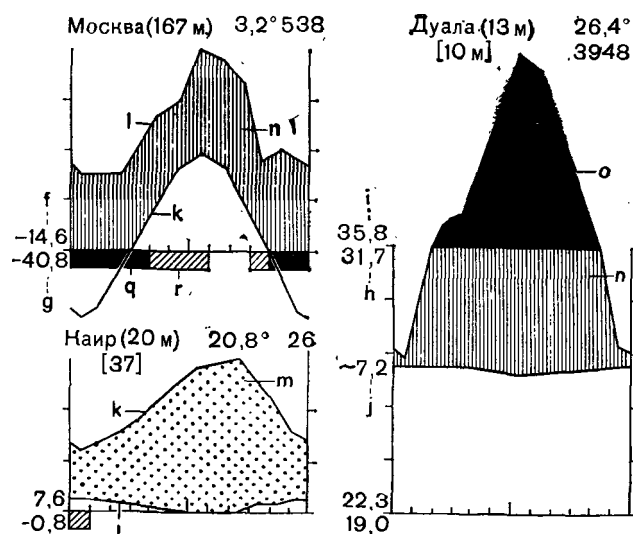 Москва (167 м.) 3,2° 538
l
n
f
k
-14,6
-40,8
g
q
r
Каир (20 м) 20,8° 26
[37]
k
m
7,6
-0,8
Дуала (13 м) 26,4°
[10 м] 3948
o
i
35,8
31,7
n
h
~7,2
j
22,3
19,0